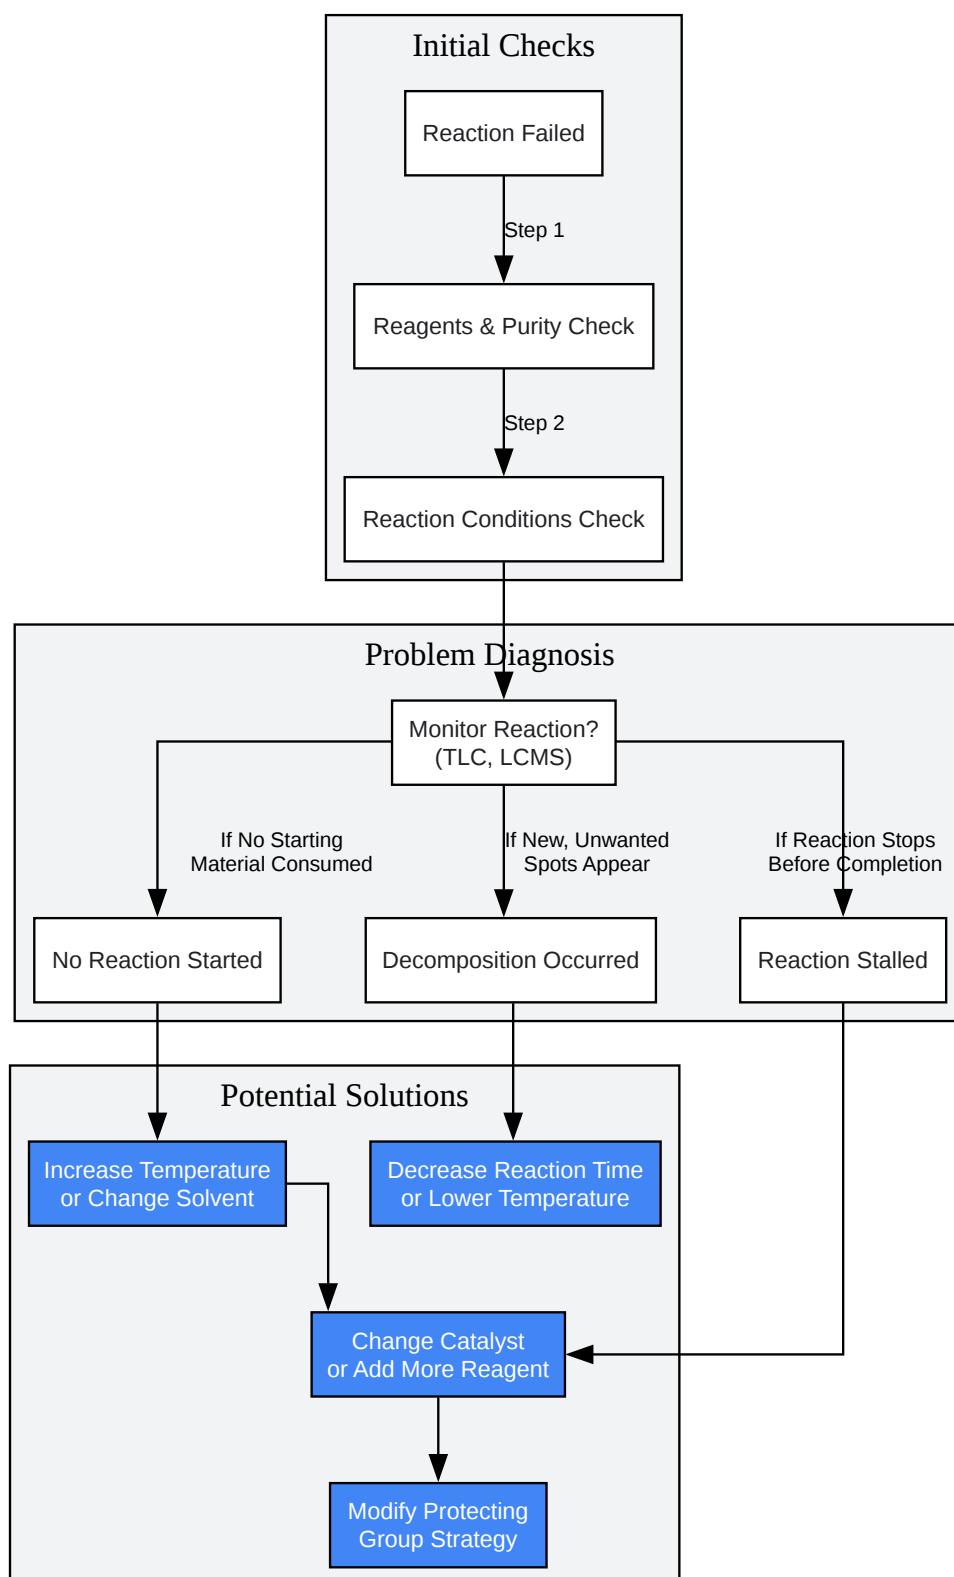 Initial Checks
Reaction Failed
Step 1
Reagents & Purity Check
Step 2
Reaction Conditions Check
Problem Diagnosis
Monitor Reaction?
(TLC, LCMS)
If No Starting
Material Consumed
If New, Unwanted
Spots Appear
If Reaction Stops
Before Completion
No Reaction Started
Decomposition Occurred
Reaction Stalled
Potential Solutions
Increase Temperature
or Change Solvent
Decrease Reaction Time
or Lower Temperature
Change Catalyst
or Add More Reagent
Modify Protecting
Group Strategy